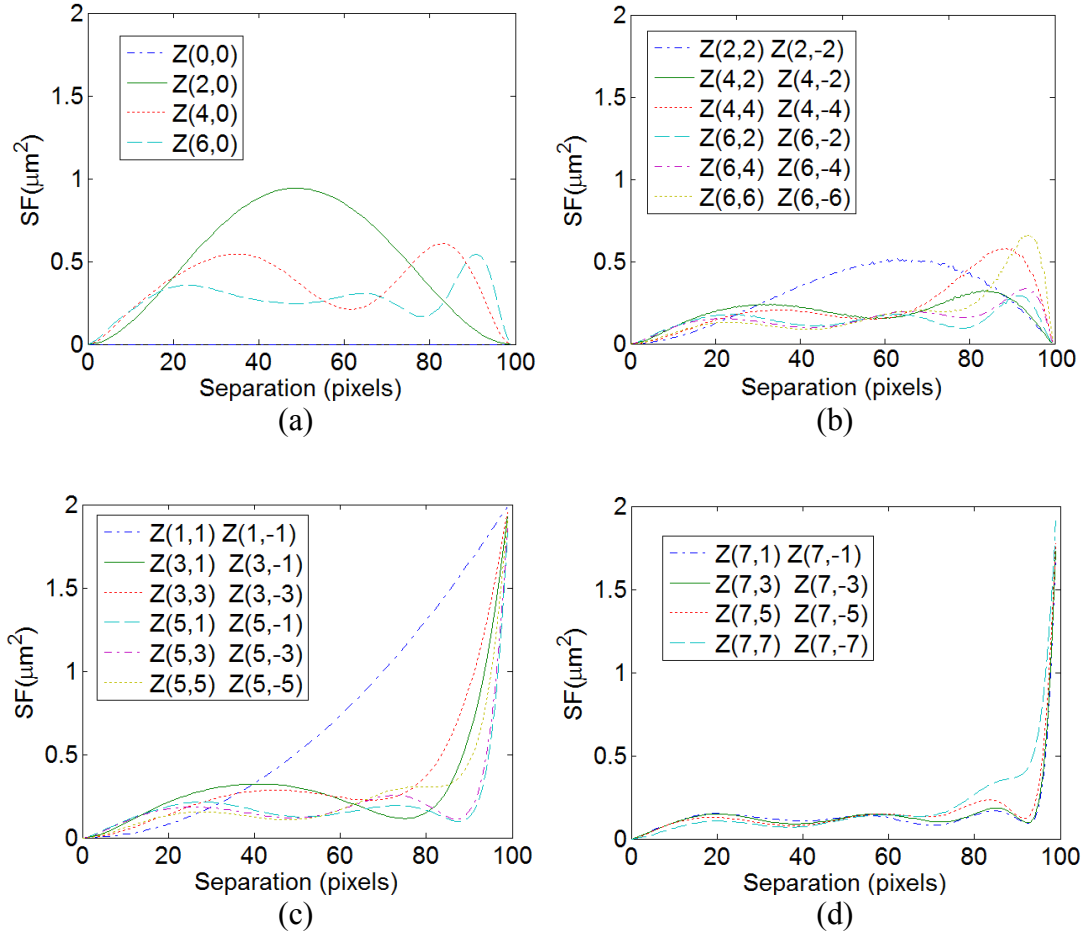 2
1.5
1
0.5
0
SF(μm²)
Z(0,0)
Z(2,0)
Z(4,0)
Z(6,0)
0 20 40 60 80 100
Separation (pixels)
(a)
2
1.5
1
0.5
0
SF(μm²)
Z(2,2) Z(2,-2)
Z(4,2) Z(4,-2)
Z(4,4) Z(4,-4)
Z(6,2) Z(6,-2)
Z(6,4) Z(6,-4)
Z(6,6) Z(6,-6)
0 20 40 60 80 100
Separation (pixels)
(b)
2
1.5
1
0.5
0
SF(μm²)
Z(1,1) Z(1,-1)
Z(3,1) Z(3,-1)
Z(3,3) Z(3,-3)
Z(5,1) Z(5,-1)
Z(5,3) Z(5,-3)
Z(5,5) Z(5,-5)
0 20 40 60 80 100
Separation (pixels)
(c)
2
1.5
1
0.5
0
SF(μm²)
Z(7,1) Z(7,-1)
Z(7,3) Z(7,-3)
Z(7,5) Z(7,-5)
Z(7,7) Z(7,-7)
0 20 40 60 80 100
Separation (pixels)
(d)